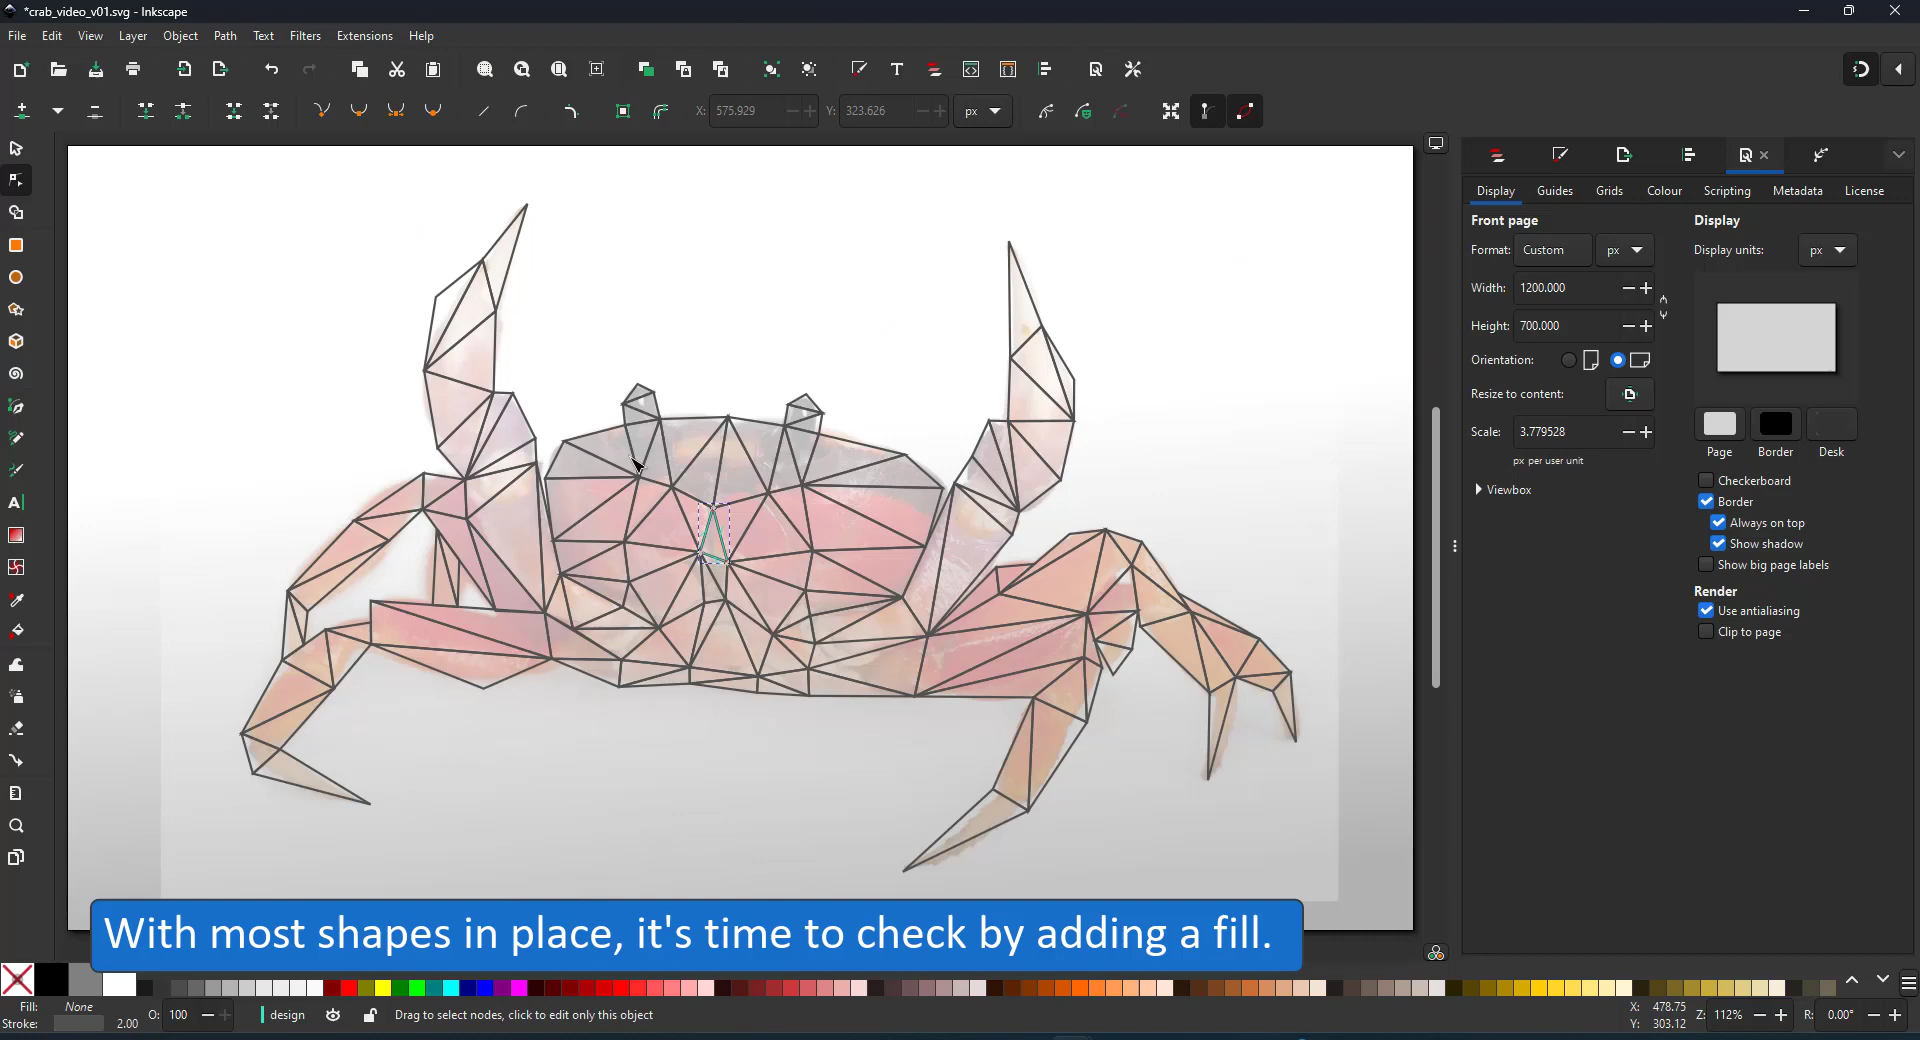 *crab_video_v01.svg - Inkscape
File Edit View Layer Object Path Text Filters Extensions Help
X: 575.929 Y: 323.626 px
Display Guides Grids Colour Scripting Metadata License
Front page
Format: Custom px
Width: 1200.000
Height: 700.000
Orientation:
Resize to content:
Scale: 3.779528
px per user unit
Viewbox
Display
Display units: px
Page Border Desk
Checkerboard
Border
Always on top
Show shadow
Show big page labels
Render
Use antialiasing
Clip to page
With most shapes in place, it's time to check by adding a fill.
Fill: None
Stroke: 2.00
O: 100
design
Drag to select nodes, click to edit only this object
X: 478.75
Y: 303.12
Z: 112%
R: 0.00°